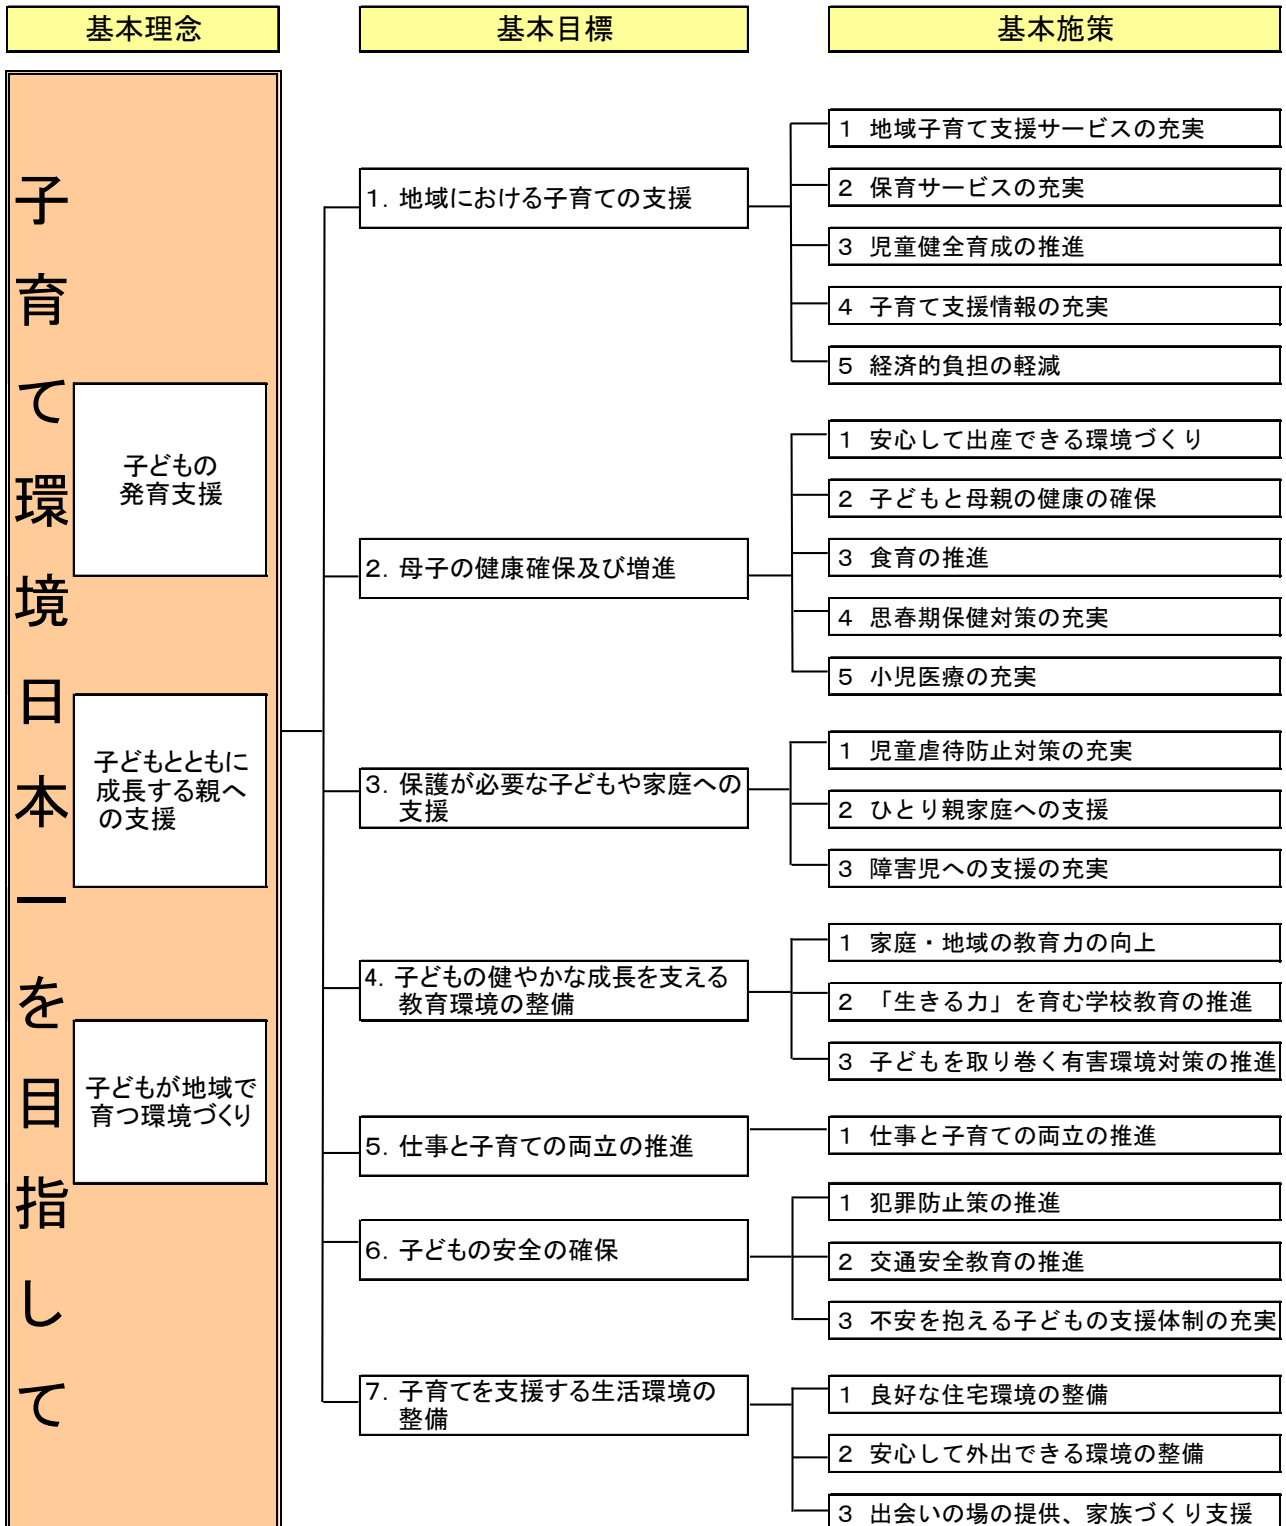 基本理念
基本目標
基本施策
子育て環境日本一を目指して
子どもの
発育支援
子どもとともに
成長する親へ
の支援
子どもが地域で
育つ環境づくり
1. 地域における子育ての支援
1 地域子育て支援サービスの充実
2 保育サービスの充実
3 児童健全育成の推進
4 子育て支援情報の充実
5 経済的負担の軽減
2. 母子の健康確保及び増進
1 安心して出産できる環境づくり
2 子どもと母親の健康の確保
3 食育の推進
4 思春期保健対策の充実
5 小児医療の充実
3. 保護が必要な子どもや家庭への
支援
1 児童虐待防止対策の充実
2 ひとり親家庭への支援
3 障害児への支援の充実
4. 子どもの健やかな成長を支える
教育環境の整備
1 家庭・地域の教育力の向上
2 「生きる力」を育む学校教育の推進
3 子どもを取り巻く有害環境対策の推進
5. 仕事と子育ての両立の推進
1 仕事と子育ての両立の推進
6. 子どもの安全の確保
1 犯罪防止策の推進
2 交通安全教育の推進
3 不安を抱える子どもの支援体制の充実
7. 子育てを支援する生活環境の
整備
1 良好な住宅環境の整備
2 安心して外出できる環境の整備
3 出会いの場の提供、家族づくり支援